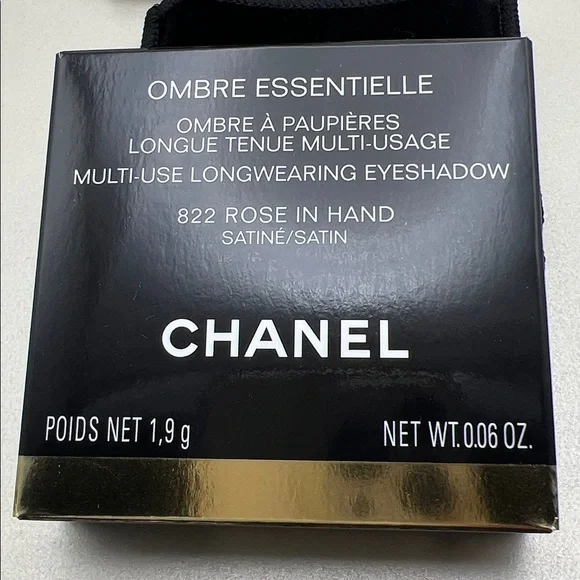 OMBRE ESSENTIELLE
OMBRE À PAUPIÈRES
LONGUE TENUE MULTI-USAGE
MULTI-USE LONGWEARING EYESHADOW
822 ROSE IN HAND
SATINÉ/SATIN
CHANEL
POIDS NET 1,9 g NET WT. 0.06 OZ.